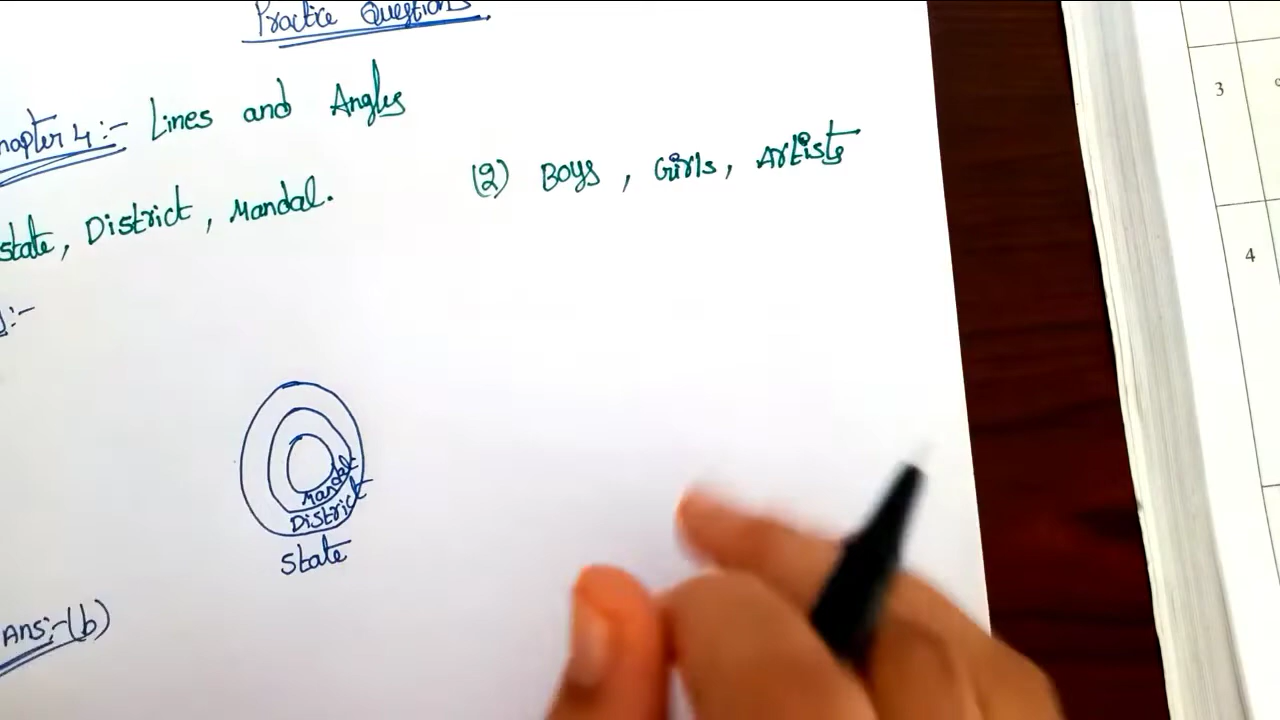 Practice Questions
hapter 4:- Lines and Angles
state, District, Mandal.
(2) Boys, Girls, Artists
:-
Mandal
District
State
Ans:-(b)
3
4